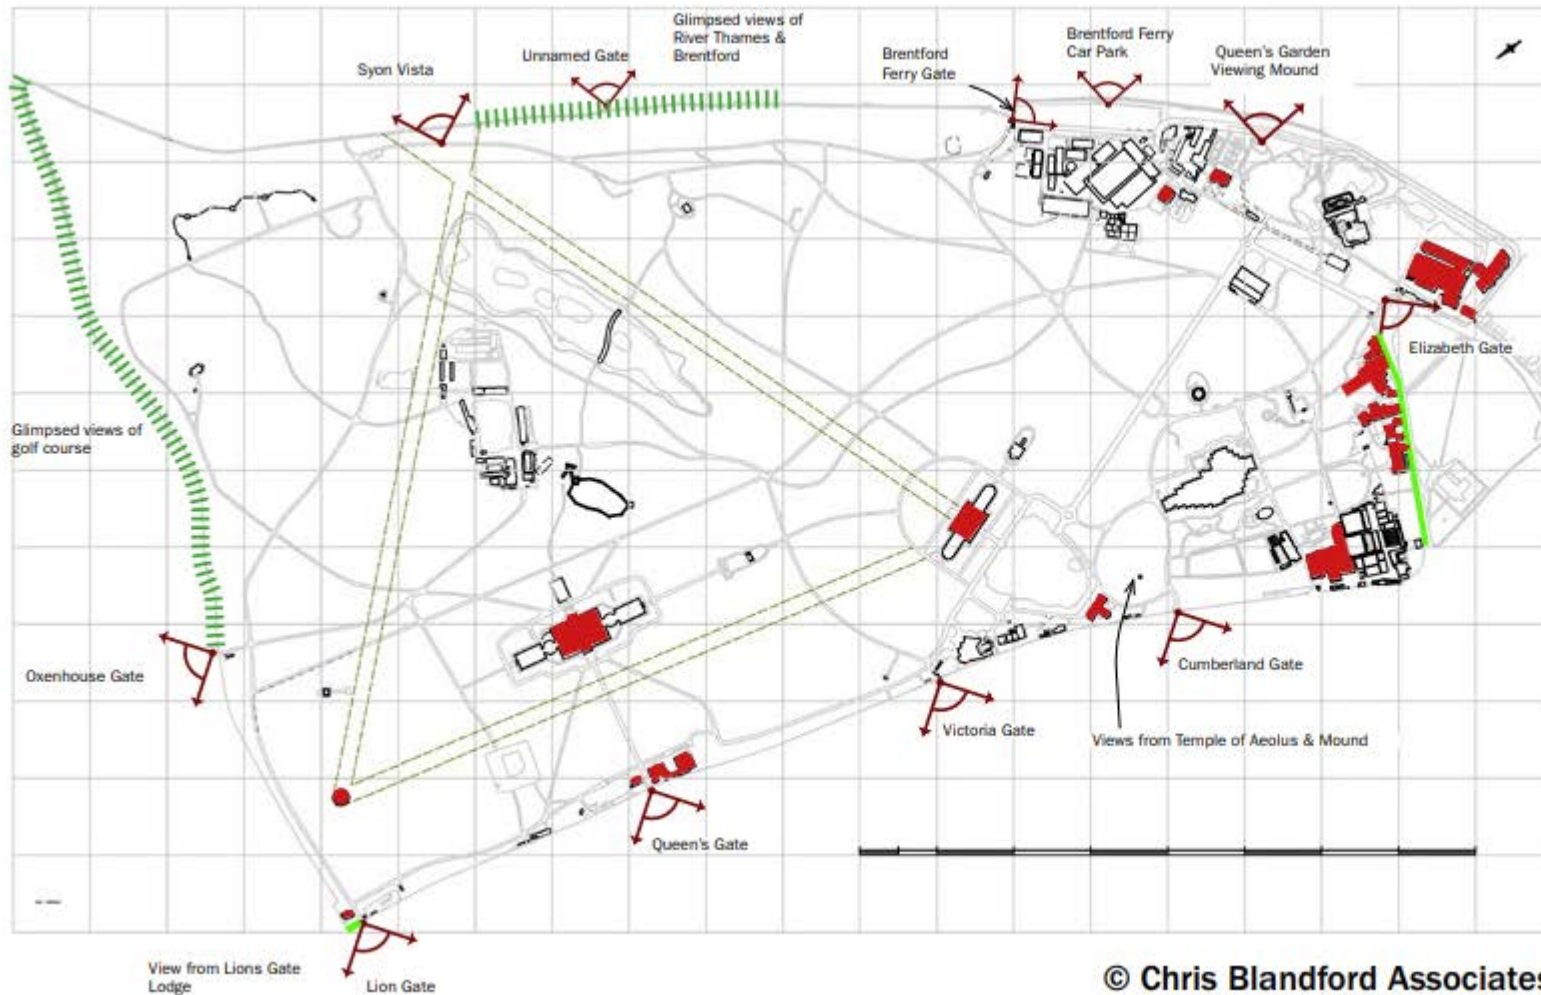 Glimpsed views of
River Thames &
Brentford
Unnamed Gate
Syon Vista
Brentford
Ferry Gate
Brentford Ferry
Car Park
Queen's Garden
Viewing Mound
Elizabeth Gate
Glimpsed views of
golf course
Oxenhouse Gate
Cumberland Gate
Victoria Gate
Views from Temple of Aeolus & Mound
Queen's Gate
View from Lions Gate
Lodge
Lion Gate
© Chris Blandford Associates